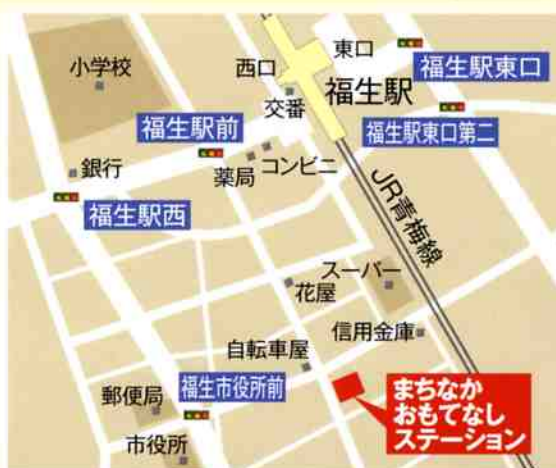 小学校
西口
東口
福生駅東口
交番
福生駅
福生駅前
福生駅東口第二
銀行
薬局
コンビニ
JR青梅線
福生駅西
スーパー
花屋
信用金庫
自転車屋
郵便局
福生市役所前
まちなか
おもてなし
ステーション
市役所